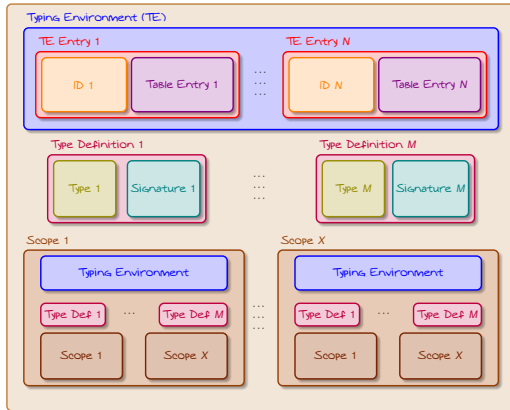 Typing Environment (TE)
TE Entry 1 TE Entry N
ID 1 Table Entry 1 ... ID N Table Entry N
...
...
Type Definition 1 Type Definition M
...
Type 1 Signature 1 ... Type M Signature M
...
Scope 1 Scope X
Typing Environment Typing Environment
Type Def 1 ... Type Def M ... Type Def 1 ... Type Def M
...
...
Scope 1 Scope X Scope 1 Scope X